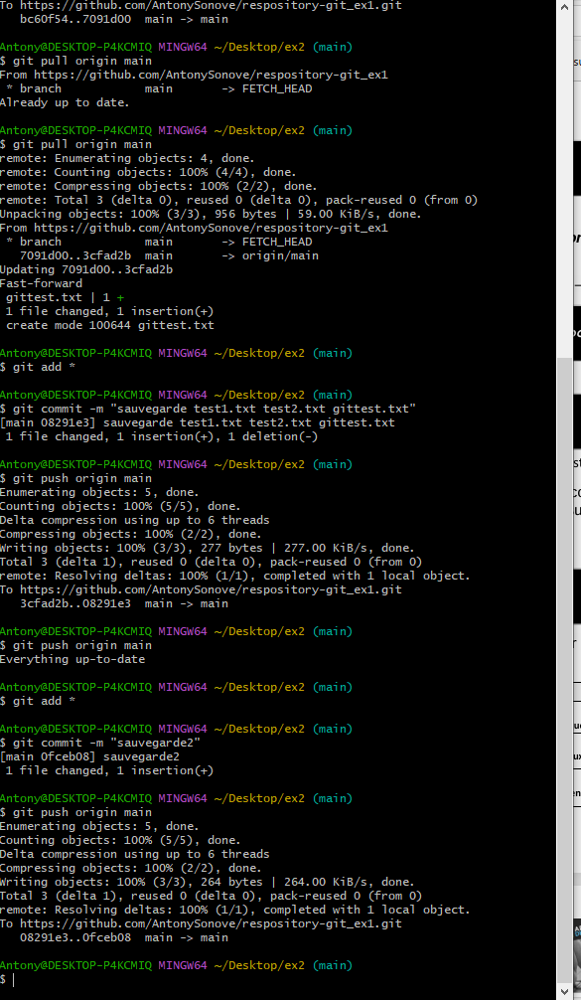 To https://github.com/AntonySonove/respository-git_ex1.git
   bc60f54..7091d00  main -> main
Antony@DESKTOP-P4KCMIQ MINGW64 ~/Desktop/ex2 (main)
$ git pull origin main
From https://github.com/AntonySonove/respository-git_ex1
 * branch            main       -> FETCH_HEAD
Already up to date.
Antony@DESKTOP-P4KCMIQ MINGW64 ~/Desktop/ex2 (main)
$ git pull origin main
remote: Enumerating objects: 4, done.
remote: Counting objects: 100% (4/4), done.
remote: Compressing objects: 100% (2/2), done.
remote: Total 3 (delta 0), reused 0 (delta 0), pack-reused 0 (from 0)
Unpacking objects: 100% (3/3), 956 bytes | 59.00 KiB/s, done.
From https://github.com/AntonySonove/respository-git_ex1
 * branch            main       -> FETCH_HEAD
   7091d00..3cfad2b  main       -> origin/main
Updating 7091d00..3cfad2b
Fast-forward
 gittest.txt | 1 +
 1 file changed, 1 insertion(+)
 create mode 100644 gittest.txt
Antony@DESKTOP-P4KCMIQ MINGW64 ~/Desktop/ex2 (main)
$ git add *
Antony@DESKTOP-P4KCMIQ MINGW64 ~/Desktop/ex2 (main)
$ git commit -m "sauvegarde test1.txt test2.txt gittest.txt"
[main 08291e3] sauvegarde test1.txt test2.txt gittest.txt
 1 file changed, 1 insertion(+), 1 deletion(-)
Antony@DESKTOP-P4KCMIQ MINGW64 ~/Desktop/ex2 (main)
$ git push origin main
Enumerating objects: 5, done.
Counting objects: 100% (5/5), done.
Delta compression using up to 6 threads
Compressing objects: 100% (2/2), done.
Writing objects: 100% (3/3), 277 bytes | 277.00 KiB/s, done.
Total 3 (delta 1), reused 0 (delta 0), pack-reused 0 (from 0)
remote: Resolving deltas: 100% (1/1), completed with 1 local object.
To https://github.com/AntonySonove/respository-git_ex1.git
   3cfad2b..08291e3  main -> main
Antony@DESKTOP-P4KCMIQ MINGW64 ~/Desktop/ex2 (main)
$ git push origin main
Everything up-to-date
Antony@DESKTOP-P4KCMIQ MINGW64 ~/Desktop/ex2 (main)
$ git add *
Antony@DESKTOP-P4KCMIQ MINGW64 ~/Desktop/ex2 (main)
$ git commit -m "sauvegarde2"
[main 0fceb08] sauvegarde2
 1 file changed, 1 insertion(+)
Antony@DESKTOP-P4KCMIQ MINGW64 ~/Desktop/ex2 (main)
$ git push origin main
Enumerating objects: 5, done.
Counting objects: 100% (5/5), done.
Delta compression using up to 6 threads
Compressing objects: 100% (2/2), done.
Writing objects: 100% (3/3), 264 bytes | 264.00 KiB/s, done.
Total 3 (delta 1), reused 0 (delta 0), pack-reused 0 (from 0)
remote: Resolving deltas: 100% (1/1), completed with 1 local object.
To https://github.com/AntonySonove/respository-git_ex1.git
   08291e3..0fceb08  main -> main
Antony@DESKTOP-P4KCMIQ MINGW64 ~/Desktop/ex2 (main)
$